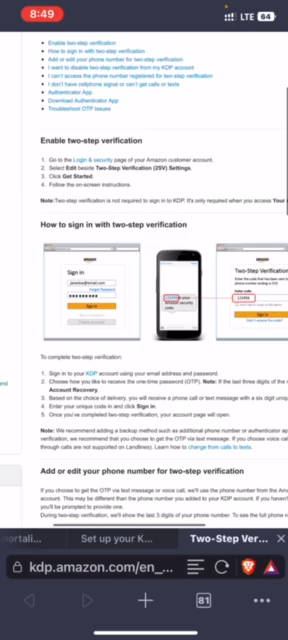 8:49
LTE 64
Enable two-step verification
How to sign in with two-step verification
Add or edit your phone number for two-step verification
I want to disable two-step verification from my KDP account
I can't access the phone number registered for two-step verification
I don't have cellphone signal or can't get calls or texts
Authenticator App
Download Authenticator App
Troubleshoot OTP Issues
Enable two-step verification
1. Go to the Login & security page of your Amazon customer account.
2. Select Edit beside Two-Step Verification (2SV) Settings.
3. Click Get Started.
4. Follow the on-screen instructions.
Note:Two-step verification is not required to sign in to KDP. It's only required when you access Your
How to sign in with two-step verification
amazon
Sign in
Forgot Password
Sign in
amazon
Two-Step Verification
Enter code:
123456
Sign in
Didn't receive the code?
To complete two-step verification:
1. Sign in to your KDP account using your email address and password.
2. Choose how you like to receive the one-time password (OTP). Note: If the last three digits of the
Account Recovery.
3. Based on the choice of delivery, you will receive a phone call or text message with a six digit
4. Enter your unique code and click Sign in.
5. Once you've completed two-step verification, your account page will open.
Note: We recommend adding a backup method such as additional phone number or authenticator
verification, we recommend that you choose to get the OTP via text message. If you choose voice
through calls are not supported on Landlines). Learn how to change from calls to texts.
nd
Add or edit your phone number for two-step verification
If you choose to get the OTP via text message or voice call, we'll use the phone number from the
account. This may be different than the phone number you added to your KDP account. If you haven't
you'll be prompted to provide one.
During two-step verification, we'll show the last 3 digits of your phone number. To see the full phone
ortali... Set up your K... Two-Step Ver... ×
kdp.amazon.com/en_...
81